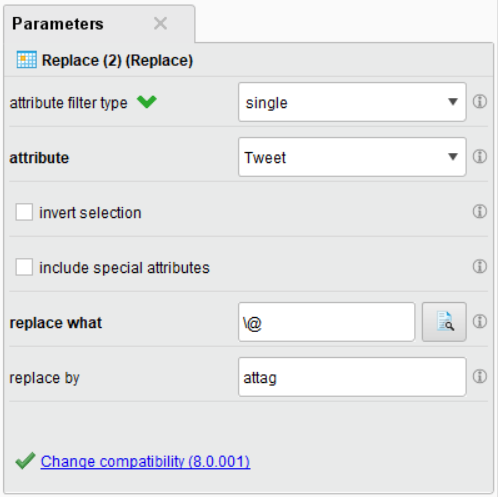 Parameters
Replace (2) (Replace)
attribute filter type single
attribute Tweet
invert selection
include special attributes
replace what \@
replace by attag
Change compatibility (8.0.001)